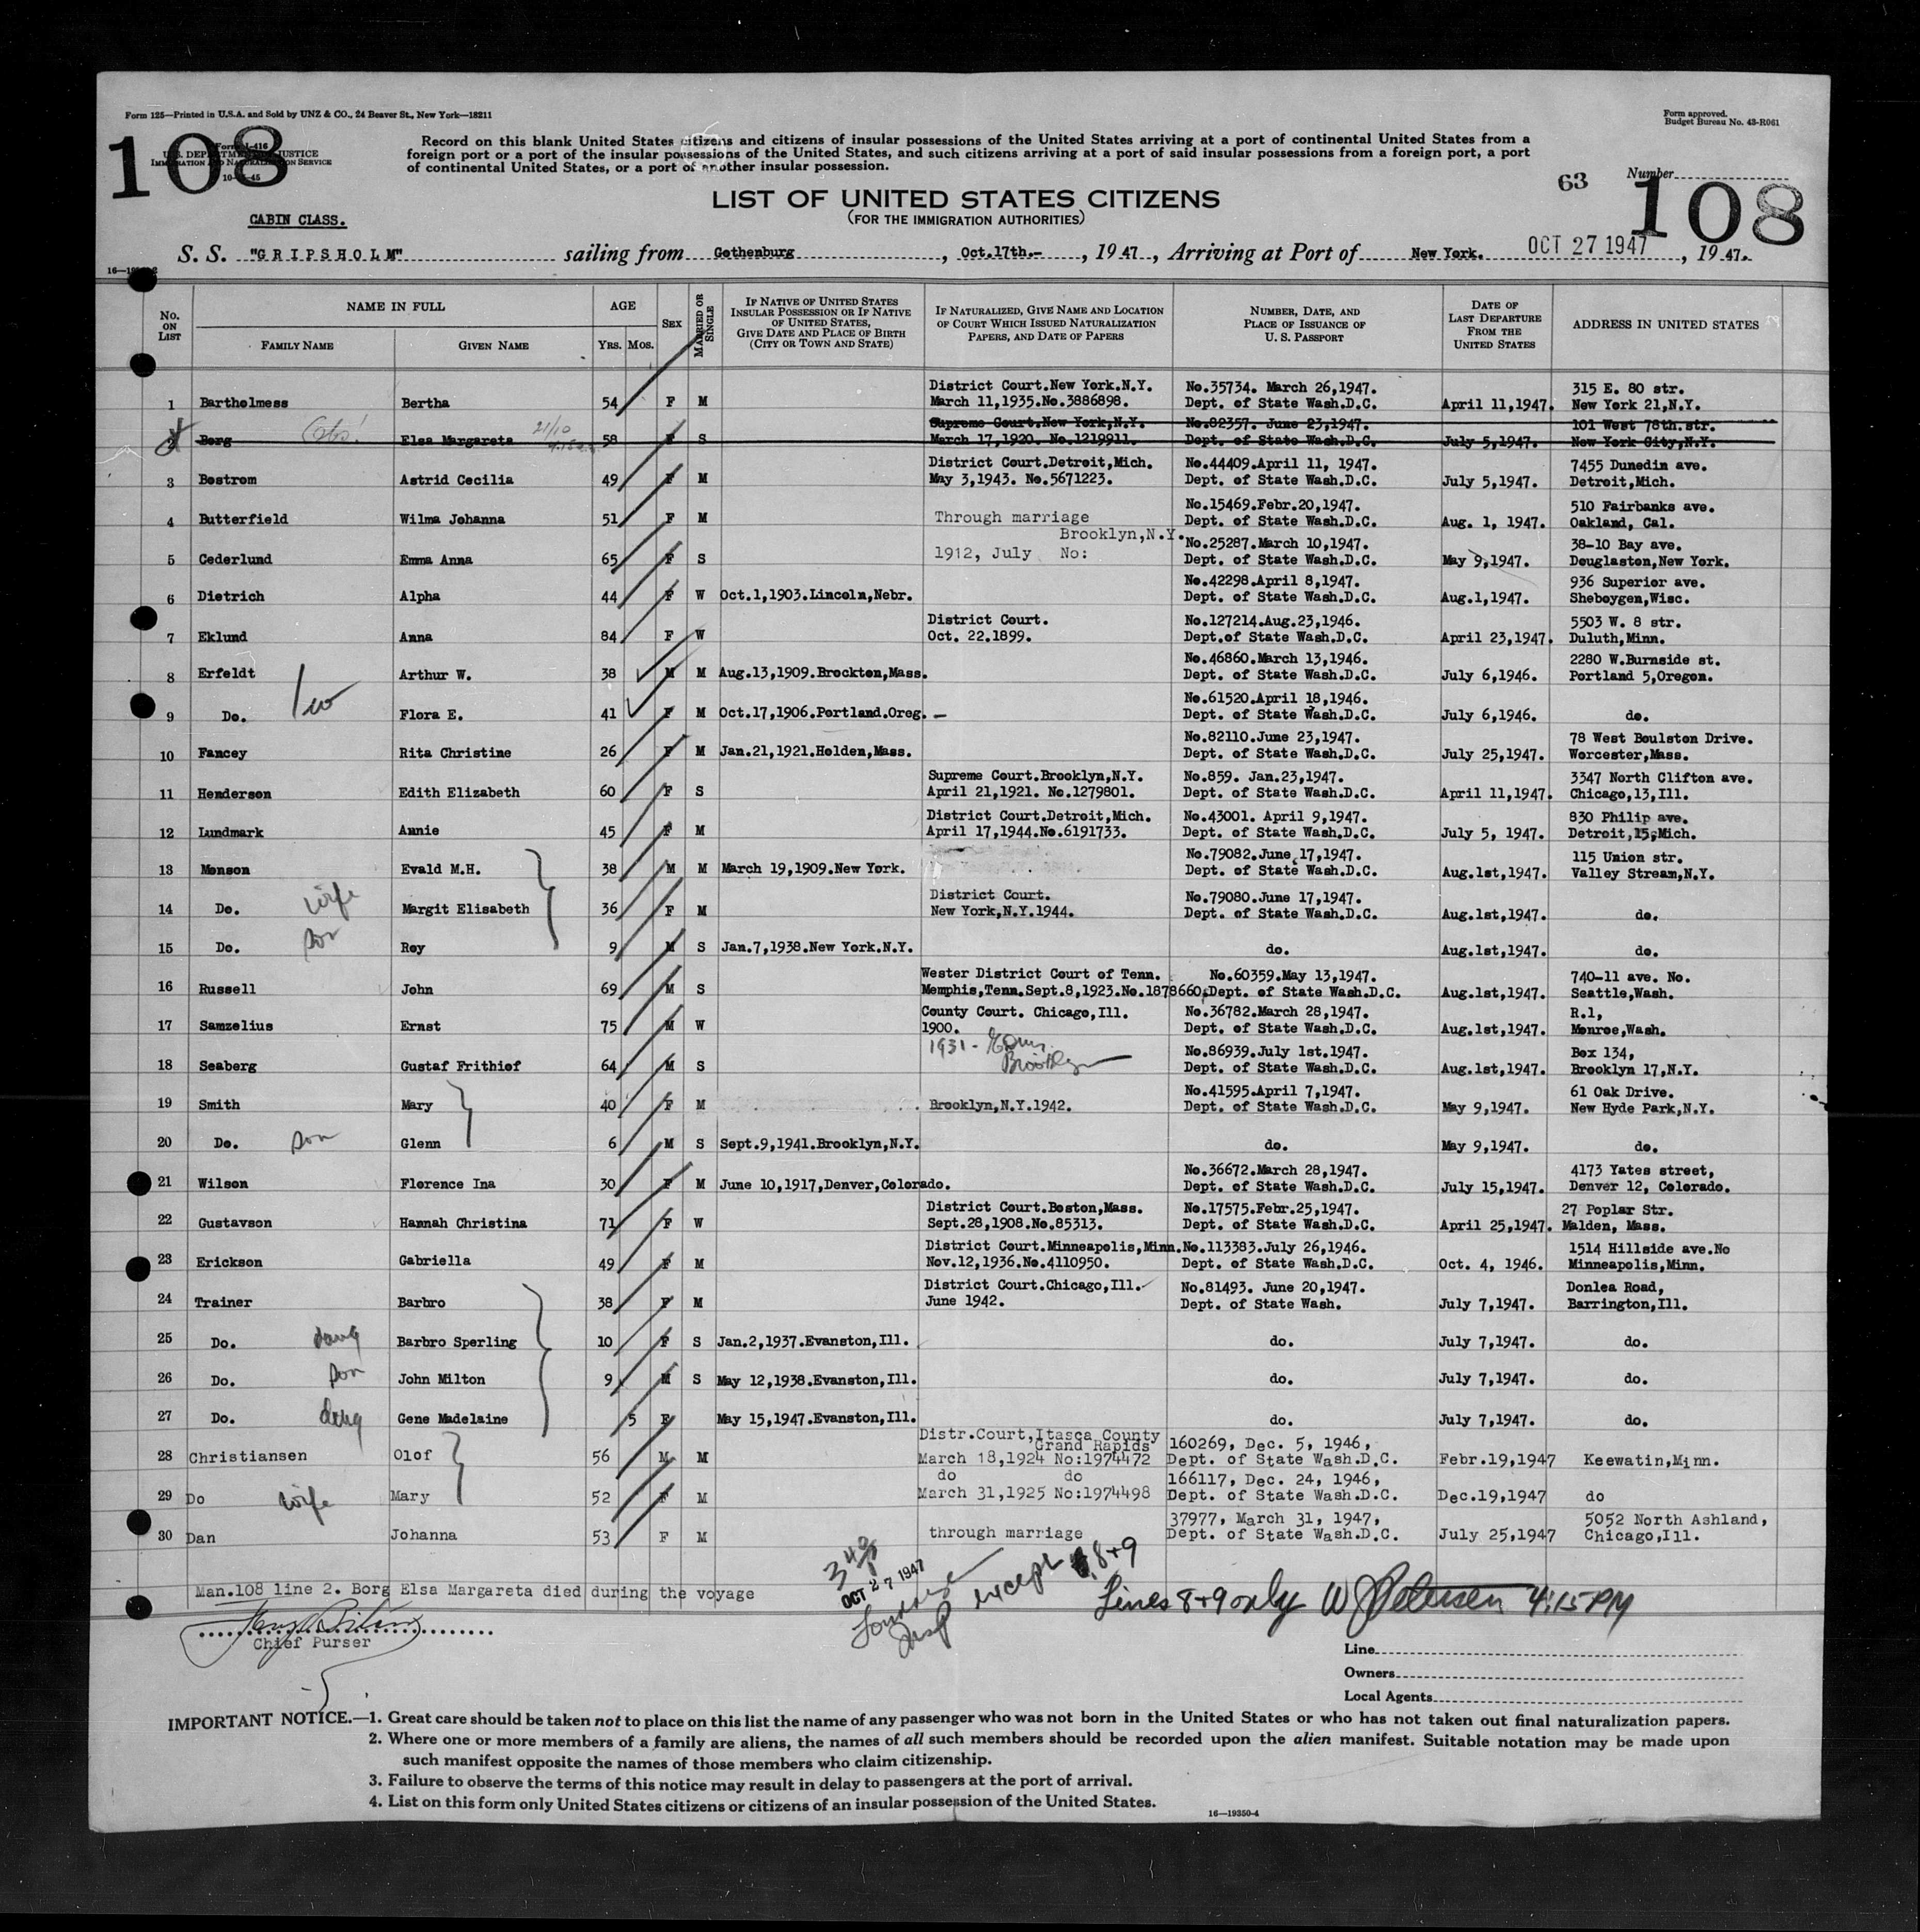 Form 125—Printed in U.S.A. and Sold by UNZ & CO., 24 Beaver St., New York—18211
Form approved.
Budget Bureau No. 43-R061
108
Form I-416
U.S. DEPARTMENT OF JUSTICE
IMMIGRATION AND NATURALIZATION SERVICE
Record on this blank United States citizens and citizens of insular possessions of the United States arriving at a port of continental United States from a
foreign port or a port of the insular possessions of the United States, and such citizens arriving at a port of said insular possessions from a foreign port, a port
of continental United States, or a port of another insular possession.
63 Number 108
LIST OF UNITED STATES CITIZENS
(FOR THE IMMIGRATION AUTHORITIES)
CABIN CLASS.
S. S. "GRIPSHOLM" sailing from Gothenburg, Oct.17th.-, 1947, Arriving at Port of New York. OCT 27 1947, 1947.
No. ON LIST
NAME IN FULL
FAMILY NAME
GIVEN NAME
AGE
YRS. MOS.
SEX
MARRIED OR SINGLE
IF NATIVE OF UNITED STATES INSULAR POSSESSION OR IF NATIVE OF UNITED STATES, GIVE DATE AND PLACE OF BIRTH (CITY OR TOWN AND STATE)
IF NATURALIZED, GIVE NAME AND LOCATION OF COURT WHICH ISSUED NATURALIZATION PAPERS, AND DATE OF PAPERS
NUMBER, DATE, AND PLACE OF ISSUANCE OF U. S. PASSPORT
DATE OF LAST DEPARTURE FROM THE UNITED STATES
ADDRESS IN UNITED STATES
District Court.New York.N.Y. No.35734. March 26,1947. 315 E. 80 str.
1 Barthelmess Bertha 54 F M March 11,1935.No.3886898. Dept. of State Wash.D.C. April 11,1947. New York 21,N.Y.
Supreme Court.New York,N.Y. No.82357. June 23,1947. 101 West 78th.str.
2 Borg Elsa Margareta 21/10 58 F S March 17,1920. No.1219911. Dept. of State Wash.D.C. July 5,1947. New York City,N.Y.
District Court.Detroit,Mich. No.44409.April 11, 1947. 7455 Dunedin ave.
3 Bostrom Astrid Cecilia 49 F M May 3,1943. No.5671223. Dept. of State Wash.D.C. July 5,1947. Detroit,Mich.
No.15469.Febr.20,1947. 510 Fairbanks ave.
4 Butterfield Wilma Johanna 51 F M Through marriage Dept. of State Wash.D.C. Aug. 1, 1947. Oakland, Cal.
Brooklyn,N.Y. No.25287.March 10,1947. 38-10 Bay ave.
5 Cederlund Emma Anna 65 F S 1912, July No: Dept. of State Wash.D.C. May 9,1947. Douglaston,New York.
No.42298.April 8,1947. 936 Superior ave.
6 Dietrich Alpha 44 F W Oct.1,1903.Lincoln,Nebr. Dept. of State Wash.D.C. Aug.1,1947. Sheboygen,Wisc.
District Court. No.127214.Aug.23,1946. 5503 W. 8 str.
7 Eklund Anna 84 F W Oct. 22.1899. Dept.of State Wash.D.C. April 23,1947. Duluth,Minn.
No.46860.March 13,1946. 2280 W.Burnside st.
8 Erfeldt Arthur W. 38 M M Aug.13,1909.Brockton,Mass. Dept. of State Wash.D.C. July 6,1946. Portland 5,Oregon.
No.61520.April 18,1946.
9 Do. Flora E. 41 F M Oct.17,1906.Portland.Oreg. — Dept. of State Wash.D.C. July 6,1946. do.
No.82110.June 23,1947. 78 West Boulston Drive.
10 Fancey Rita Christine 26 F M Jan.21,1921.Holden,Mass. Dept. of State Wash.D.C. July 25,1947. Worcester,Mass.
Supreme Court.Brooklyn,N.Y. No.859. Jan.23,1947. 3347 North Clifton ave.
11 Henderson Edith Elizabeth 60 F S April 21,1921. No.1279801. Dept. of State Wash.D.C. April 11,1947. Chicago,13,Ill.
District Court.Detroit,Mich. No.43001. April 9,1947. 830 Philip ave.
12 Lundmark Annie 45 F M April 17,1944.No.6191733. Dept. of State Wash.D.C. July 5, 1947. Detroit,15,Mich.
No.79082.June 17,1947. 115 Union str.
13 Monson Evald M.H. 38 M M March 19,1909.New York. Dept. of State Wash.D.C. Aug.1st,1947. Valley Stream,N.Y.
District Court. No.79080.June 17,1947.
14 Do. wife Margit Elisabeth 36 F M New York,N.Y.1944. Dept. of State Wash.D.C. Aug.1st,1947. do.
15 Do. son Roy 9 M S Jan.7,1938.New York.N.Y. do. Aug.1st,1947. do.
Wester District Court of Tenn. No.60359.May 13,1947. 740-11 ave. No.
16 Russell John 69 M S Memphis,Tenn.Sept.8,1923.No.1878660. Dept. of State Wash.D.C. Aug.1st,1947. Seattle,Wash.
County Court. Chicago,Ill. No.36782.March 28,1947. R.1,
17 Samzelius Ernst 75 M W 1900. Dept. of State Wash.D.C. Aug.1st,1947. Monroe,Wash.
1931- Brooklyn No.86939.July 1st.1947. Box 134,
18 Seaberg Gustaf Frithief 64 M S Dept. of State Wash.D.C. Aug.1st,1947. Brooklyn 17,N.Y.
No.41595.April 7,1947. 61 Oak Drive.
19 Smith Mary 40 F M Brooklyn,N.Y.1942. Dept. of State Wash.D.C. May 9,1947. New Hyde Park,N.Y.
20 Do. son Glenn 6 M S Sept.9,1941.Brooklyn,N.Y. do. May 9,1947. do.
No.36672.March 28,1947. 4173 Yates street,
21 Wilson Florence Ina 30 F M June 10,1917,Denver,Colorado. Dept. of State Wash.D.C. July 15,1947. Denver 12, Colorado.
District Court.Boston,Mass. No.17575.Febr.25,1947. 27 Poplar Str.
22 Gustavson Hannah Christina 71 F W Sept.28,1908.No.85313. Dept. of State Wash.D.C. April 25,1947. Malden, Mass.
District Court.Minneapolis,Minn. No.113383.July 26,1946. 1514 Hillside ave.No
23 Erickson Gabriella 49 F M Nov.12,1936.No.4110950. Dept. of State Wash.D.C. Oct. 4, 1946. Minneapolis,Minn.
District Court.Chicago,Ill. No.81493. June 20,1947. Donlea Road,
24 Trainer Barbro 38 F M June 1942. Dept. of State Wash. July 7,1947. Barrington,Ill.
25 Do. daug Barbro Sperling 10 F S Jan.2,1937.Evanston,Ill. do. July 7,1947. do.
26 Do. son John Milton 9 M S May 12,1938.Evanston,Ill. do. July 7,1947. do.
27 Do. daug Gene Madelaine 5 F May 15,1947.Evanston,Ill. do. July 7,1947. do.
Distr.Court,Itasca County
Grand Rapids 160269, Dec. 5, 1946,
28 Christiansen Olof 56 M M March 18,1924 No:1974472 Dept. of State Wash.D.C. Febr.19,1947 Keewatin,Minn.
do do 166117, Dec. 24, 1946,
29 Do wife Mary 52 F M March 31,1925 No:1974498 Dept. of State Wash.D.C. Dec.19,1947 do
37977, March 31, 1947, 5052 North Ashland,
30 Dan Johanna 53 F M through marriage Dept. of State Wash.D.C. July 25,1947 Chicago,Ill.
OCT 27 1947
except 8+9
Insp
Man.108 line 2. Borg Elsa Margareta died during the voyage
Lines 8+9 only W J Petersen 4:15 PM
Chief Purser
Line
Owners
Local Agents
IMPORTANT NOTICE.—1. Great care should be taken not to place on this list the name of any passenger who was not born in the United States or who has not taken out final naturalization papers.
2. Where one or more members of a family are aliens, the names of all such members should be recorded upon the alien manifest. Suitable notation may be made upon
such manifest opposite the names of those members who claim citizenship.
3. Failure to observe the terms of this notice may result in delay to passengers at the port of arrival.
4. List on this form only United States citizens or citizens of an insular possession of the United States.
16—19350-4